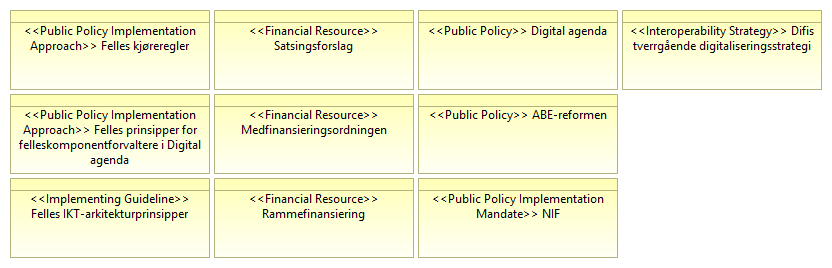 <<Public Policy Implementation
Approach>> Felles kjøreregler
<<Financial Resource>>
Satsingsforslag
<<Public Policy>> Digital agenda
<<Interoperability Strategy>> Difis
tverrgående digitaliseringsstrategi
<<Public Policy Implementation
Approach>> Felles prinsipper for
felleskomponentforvaltere i Digital
agenda
<<Financial Resource>>
Medfinansieringsordningen
<<Public Policy>> ABE-reformen
<<Implementing Guideline>>
Felles IKT-arkitekturprinsipper
<<Financial Resource>>
Rammefinansiering
<<Public Policy Implementation
Mandate>> NIF